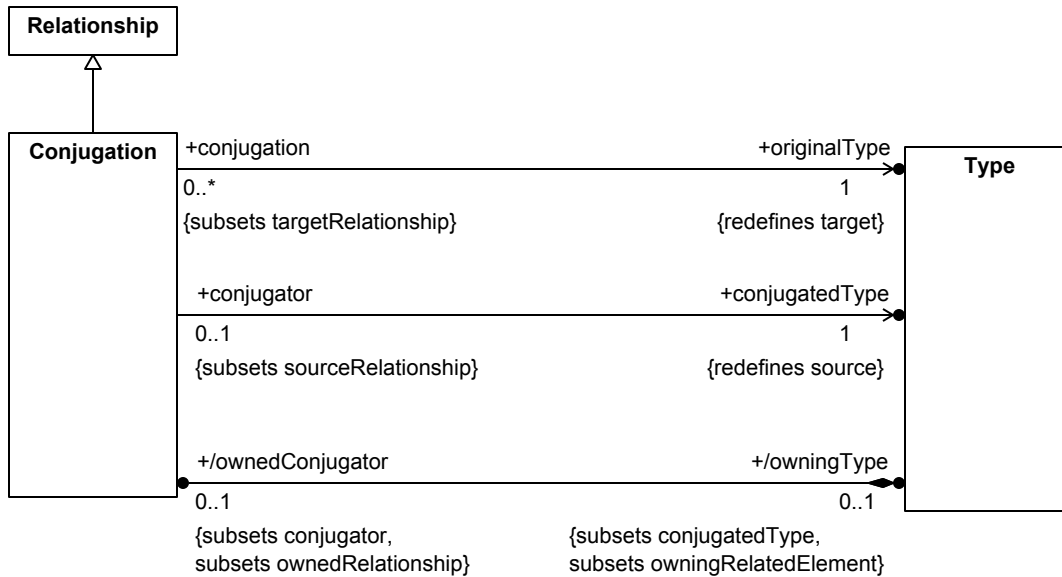 Relationship
Conjugation
Type
+conjugation
+originalType
0..*
1
{subsets targetRelationship}
{redefines target}
+conjugator
+conjugatedType
0..1
1
{subsets sourceRelationship}
{redefines source}
+/ownedConjugator
+/owningType
0..1
0..1
{subsets conjugator,
subsets ownedRelationship}
{subsets conjugatedType,
subsets owningRelatedElement}